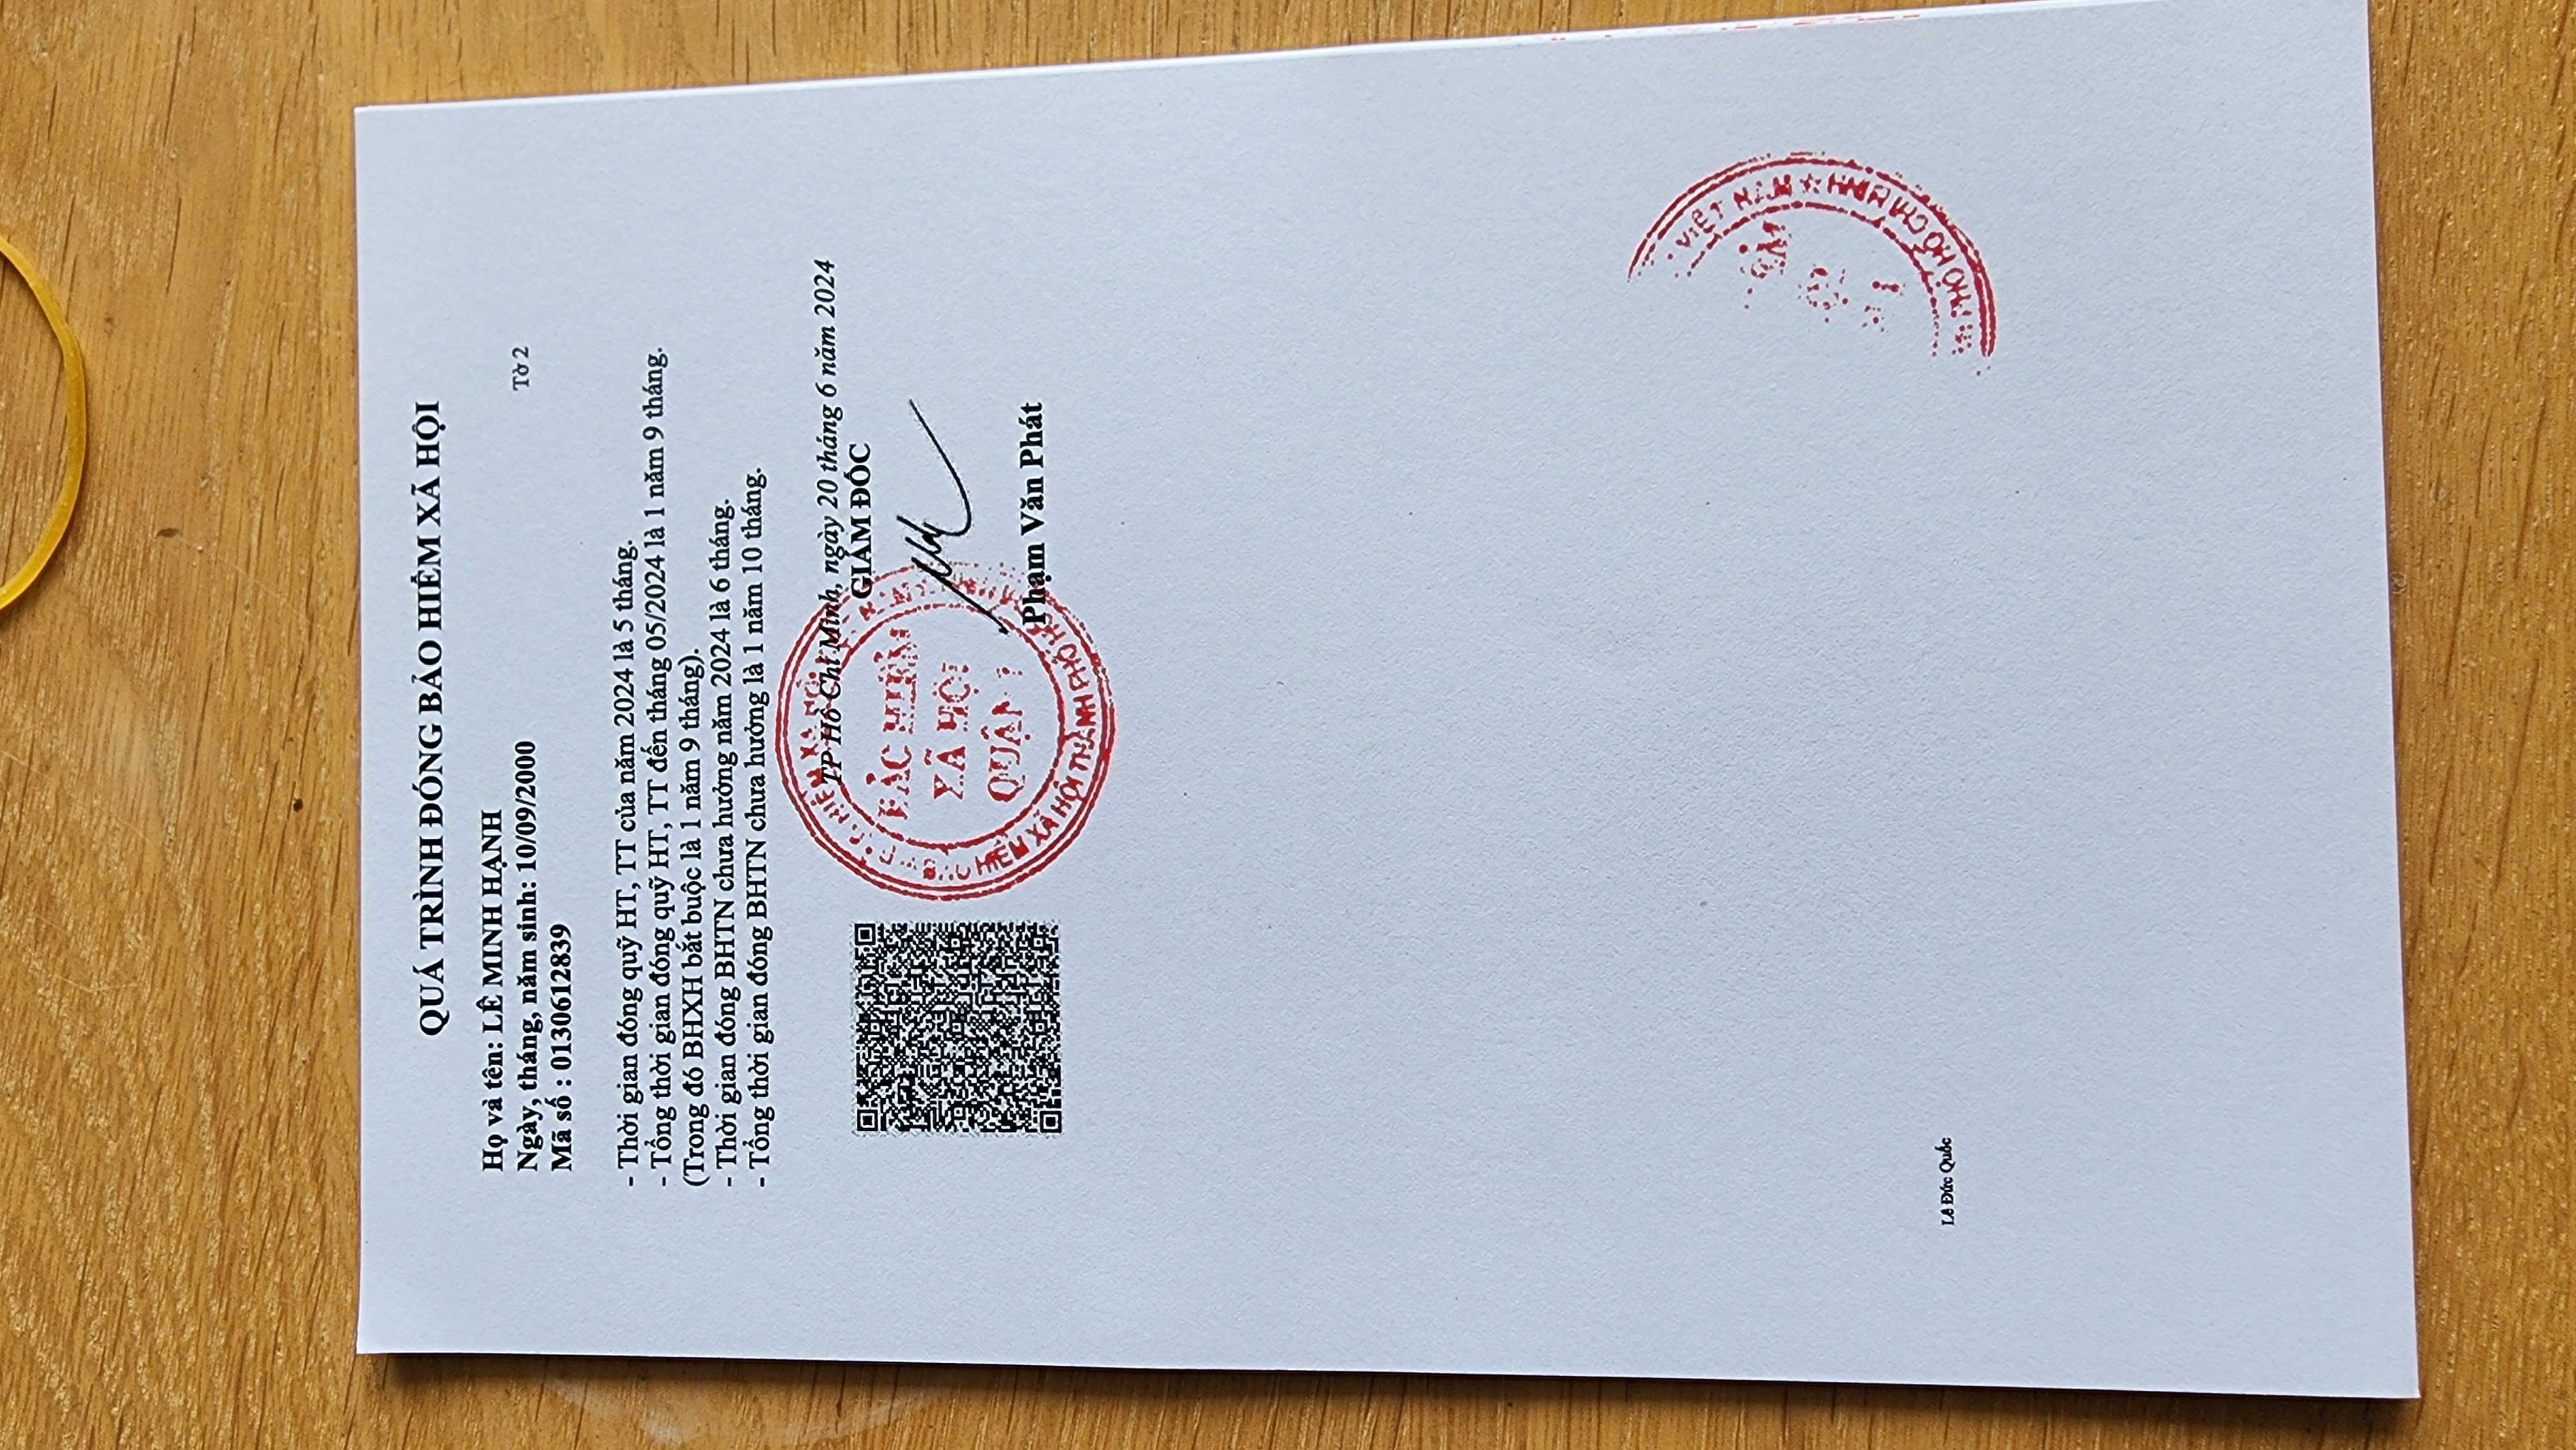 QUÁ TRÌNH ĐÓNG BẢO HIỂM XÃ HỘI
Họ và tên: LÊ MINH HẠNH
Ngày, tháng, năm sinh: 10/09/2000
Tờ 2
Mã số : 0130612839
- Thời gian đóng quỹ HT, TT của năm 2024 là 5 tháng.
- Tổng thời gian đóng quỹ HT, TT đến tháng 05/2024 là 1 năm 9 tháng.
(Trong đó BHXH bắt buộc là 1 năm 9 tháng).
- Thời gian đóng BHTN chưa hưởng năm 2024 là 6 tháng.
- Tổng thời gian đóng BHTN chưa hưởng là 1 năm 10 tháng.
TP Hồ Chí Minh, ngày 20 tháng 6 năm 2024
GIÁM ĐỐC
BẢO HIỂM
XÃ HỘI
QUẬN
HIỂM XÃ HỘI THÀNH PHỐ HỒ
Phạm Văn Phát
VIỆT NAM
PHỐ HỒ CHÍ MINH
Lê Đức Quốc